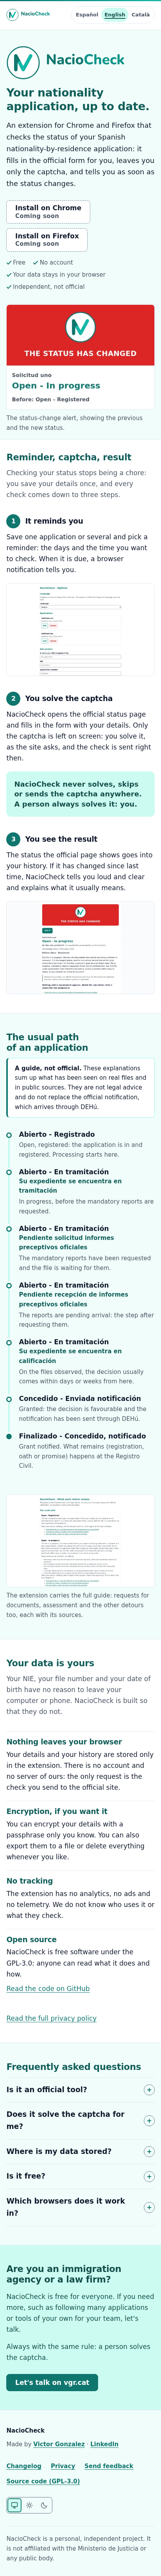 NacioCheck
Español English Català
NacioCheck
Your nationality
application, up to date.
An extension for Chrome and Firefox that
checks the status of your Spanish
nationality-by-residence application: it
fills in the official form for you, leaves you
only the captcha, and tells you as soon as
the status changes.
Install on Chrome
Coming soon
Install on Firefox
Coming soon
Free No account
Your data stays in your browser
Independent, not official
THE STATUS HAS CHANGED
Solicitud uno
Open - In progress
Before: Open - Registered
The status-change alert, showing the previous
and the new status.
Reminder, captcha, result
Checking your status stops being a chore:
you save your details once, and every
check comes down to three steps.
1 It reminds you
Save one application or several and pick a
reminder: the days and the time you want
to check. When it is due, a browser
notification tells you.
2 You solve the captcha
NacioCheck opens the official status page
and fills in the form with your details. Only
the captcha is left on screen: you solve it,
as the site asks, and the check is sent right
then.
NacioCheck never solves, skips
or sends the captcha anywhere.
A person always solves it: you.
3 You see the result
The status the official page shows goes into
your history. If it has changed since last
time, NacioCheck tells you loud and clear
and explains what it usually means.
THE STATUS HAS CHANGED
Open - In progress
The usual path
of an application
A guide, not official. These explanations
sum up what has been seen in real files and
in public sources. They are not legal advice
and do not replace the official notification,
which arrives through DEHú.
Abierto - Registrado
Open, registered: the application is in and
registered. Processing starts here.
Abierto - En tramitación
Su expediente se encuentra en
tramitación
In progress, before the mandatory reports are
requested.
Abierto - En tramitación
Pendiente solicitud informes
preceptivos oficiales
The mandatory reports have been requested
and the file is waiting for them.
Abierto - En tramitación
Pendiente recepción de informes
preceptivos oficiales
The reports are pending arrival: the step after
requesting them.
Abierto - En tramitación
Su expediente se encuentra en
calificación
On the files observed, the decision usually
comes within days or weeks from here.
Concedido - Enviada notificación
Granted: the decision is favourable and the
notification has been sent through DEHú.
Finalizado - Concedido, notificado
Grant notified. What remains (registration,
oath or promise) happens at the Registro
Civil.
The extension carries the full guide: requests for
documents, assessment and the other detours
too, each with its sources.
Your data is yours
Your NIE, your file number and your date of
birth have no reason to leave your
computer or phone. NacioCheck is built so
that they do not.
Nothing leaves your browser
Your details and your history are stored only
in the extension. There is no account and
no server of ours: the only request is the
check you send to the official site.
Encryption, if you want it
You can encrypt your details with a
passphrase only you know. You can also
export them to a file or delete everything
whenever you like.
No tracking
The extension has no analytics, no ads and
no telemetry. We do not know who uses it or
what they check.
Open source
NacioCheck is free software under the
GPL-3.0: anyone can read what it does and
how.
Read the code on GitHub
Read the full privacy policy
Frequently asked questions
Is it an official tool?
Does it solve the captcha for
me?
Where is my data stored?
Is it free?
Which browsers does it work
in?
Are you an immigration
agency or a law firm?
NacioCheck is free for everyone. If you need
more, such as following many applications
or tools of your own for your team, let's
talk.
Always with the same rule: a person solves
the captcha.
Let's talk on vgr.cat
NacioCheck
Made by Víctor Gonzalez · LinkedIn
Changelog Privacy Send feedback
Source code (GPL-3.0)
NacioCheck is a personal, independent project. It
is not affiliated with the Ministerio de Justicia or
any public body.